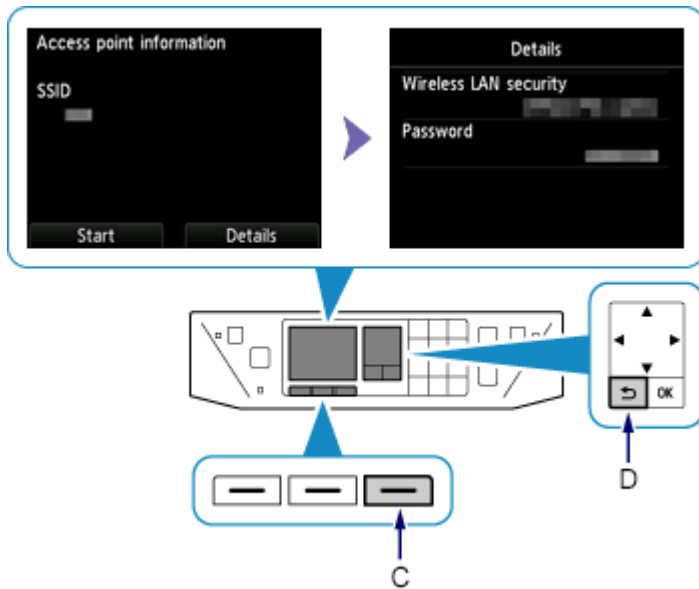 Access point information
SSID
Start
Details
Details
Wireless LAN security
Password
OK
D
C